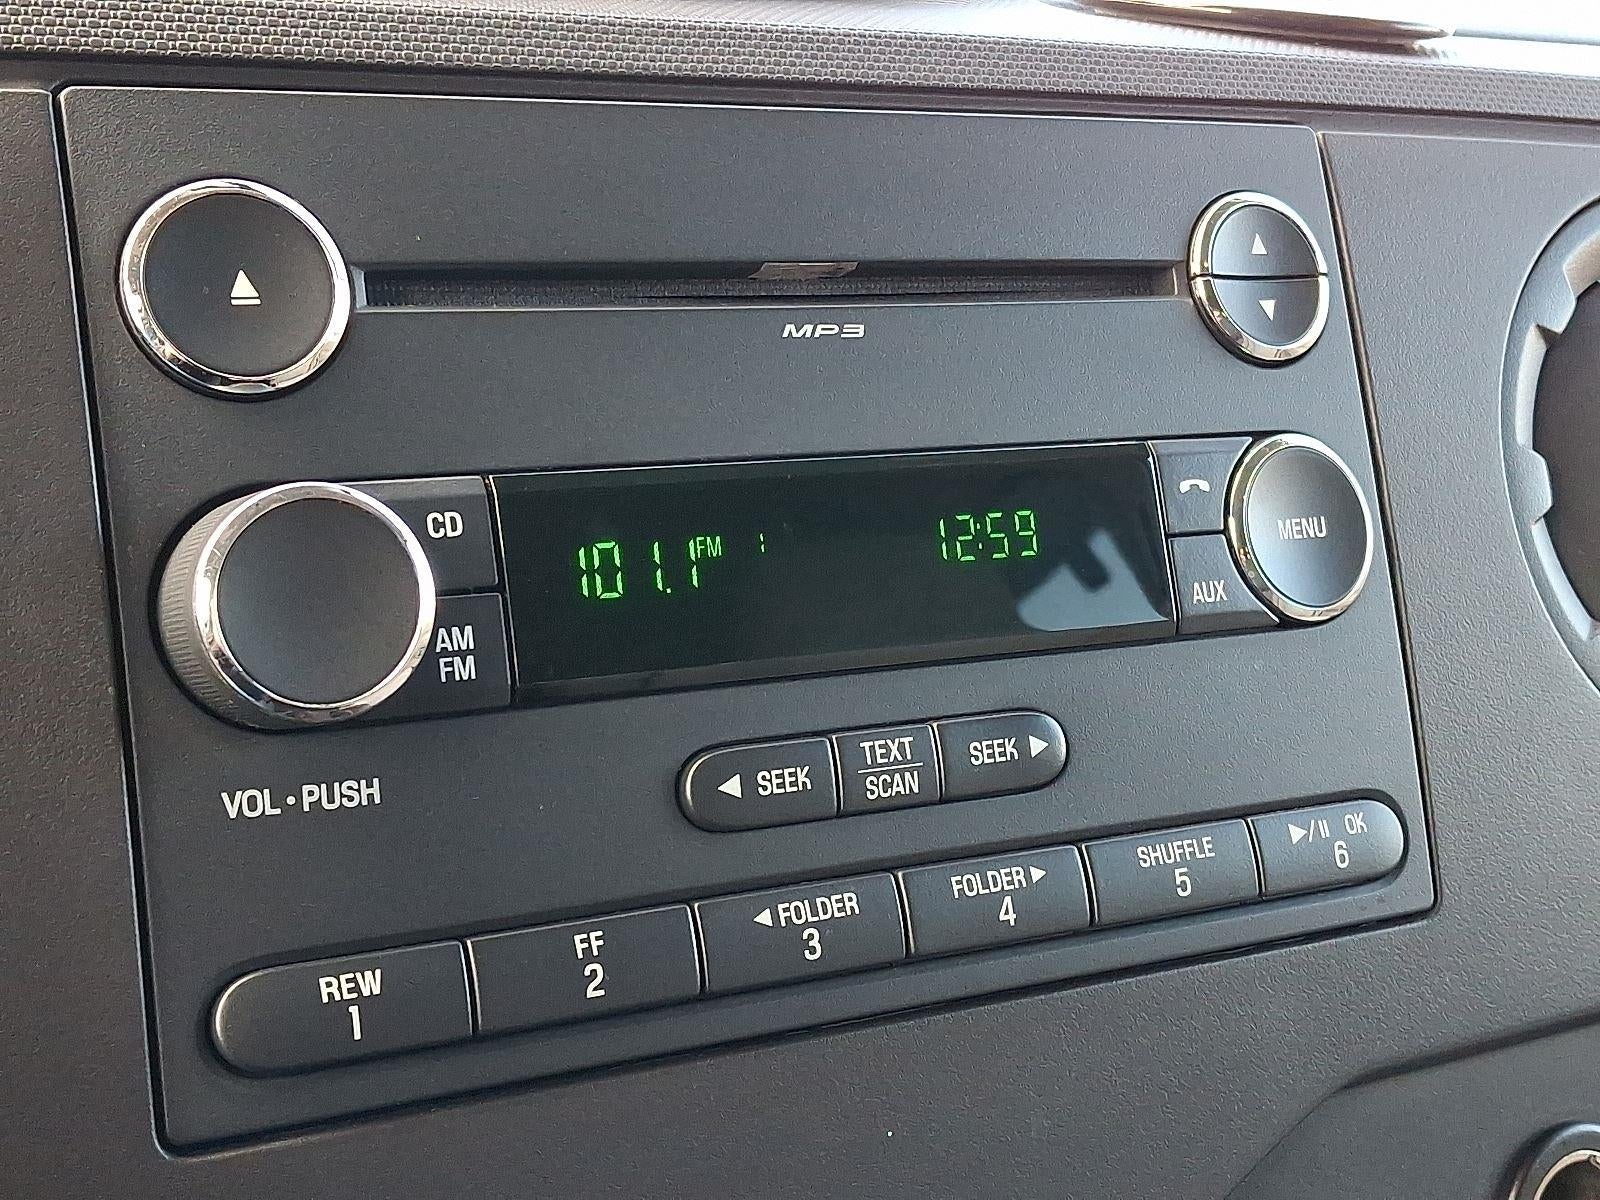 MP3
CD
101.1 FM 1 12:59
AM
FM
AUX
MENU
VOL • PUSH
◀ SEEK
TEXT
SCAN
SEEK ▶
REW
1
FF
2
◀ FOLDER
3
FOLDER ▶
4
SHUFFLE
5
▶/II OK
6